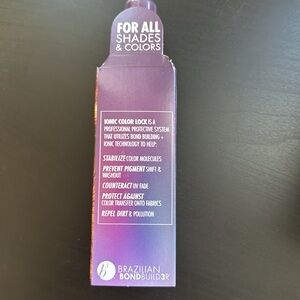 FOR ALL
SHADES
& COLORS
IONIC COLOR LOCK IS A
PROFESSIONAL PROTECTIVE SYSTEM
THAT UTILIZES BOND BUILDING +
IONIC TECHNOLOGY TO HELP:
STABILIZE COLOR MOLECULES
PREVENT PIGMENT SHIFT &
WASHOUT
COUNTERACT UV FADE
PROTECT AGAINST
COLOR TRANSFER ONTO FABRICS
REPEL DIRT & POLLUTION
BRAZILIAN
BONDBUILD3R